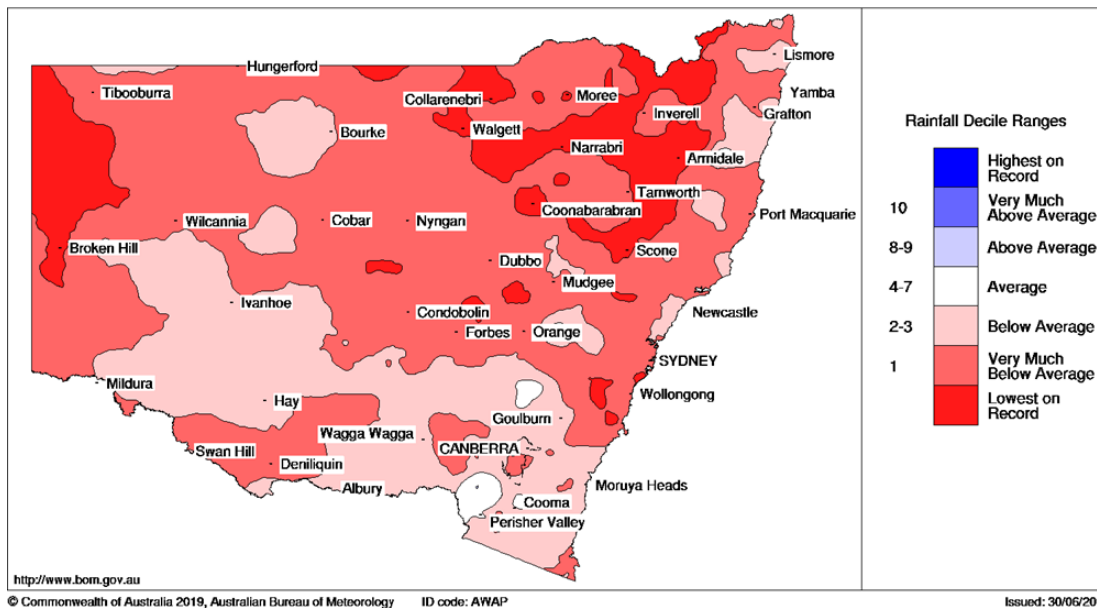 Lismore
Hungerford
Tibooburra
Yamba
Collarenebri
Moree
Grafton
Inverell
Bourke
Walgett
Narrabri
Armidale
Tamworth
Coonabarabran
Port Macquarie
Wilcannia
Cobar
Nyngan
Broken Hill
Scone
Dubbo
Mudgee
Ivanhoe
Condobolin
Newcastle
Forbes
Orange
SYDNEY
Mildura
Wollongong
Hay
Goulburn
Wagga Wagga
CANBERRA
Swan Hill
Deniliquin
Albury
Moruya Heads
Cooma
Perisher Valley
Rainfall Decile Ranges
Highest on
Record
10
Very Much
Above Average
8-9
Above Average
4-7
Average
2-3
Below Average
1
Very Much
Below Average
Lowest on
Record
http://www.bom.gov.au
© Commonwealth of Australia 2019, Australian Bureau of Meteorology
ID code: AWAP
Issued: 30/06/20